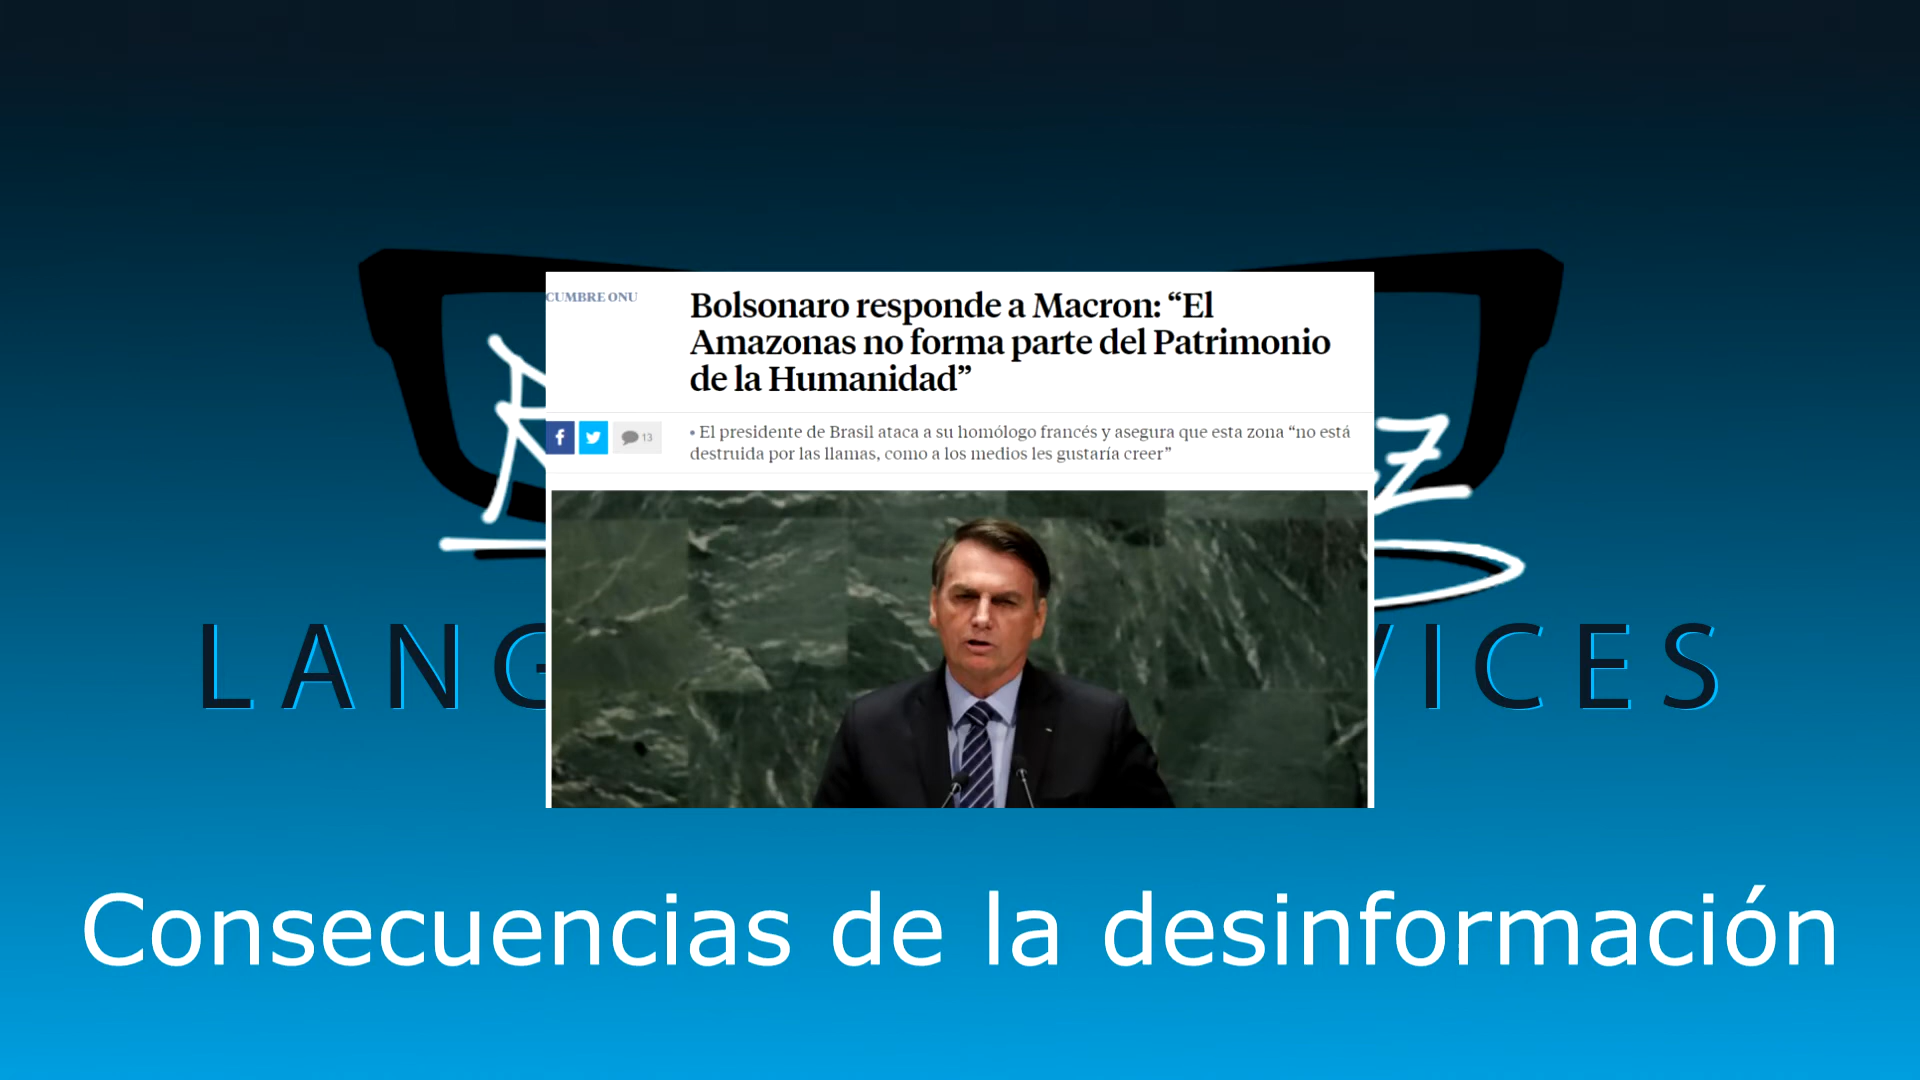 CUMBRE ONU
Bolsonaro responde a Macron: “El
Amazonas no forma parte del Patrimonio
de la Humanidad”
13
• El presidente de Brasil ataca a su homólogo francés y asegura que esta zona “no está
destruida por las llamas, como a los medios les gustaría creer”
Consecuencias de la desinformación